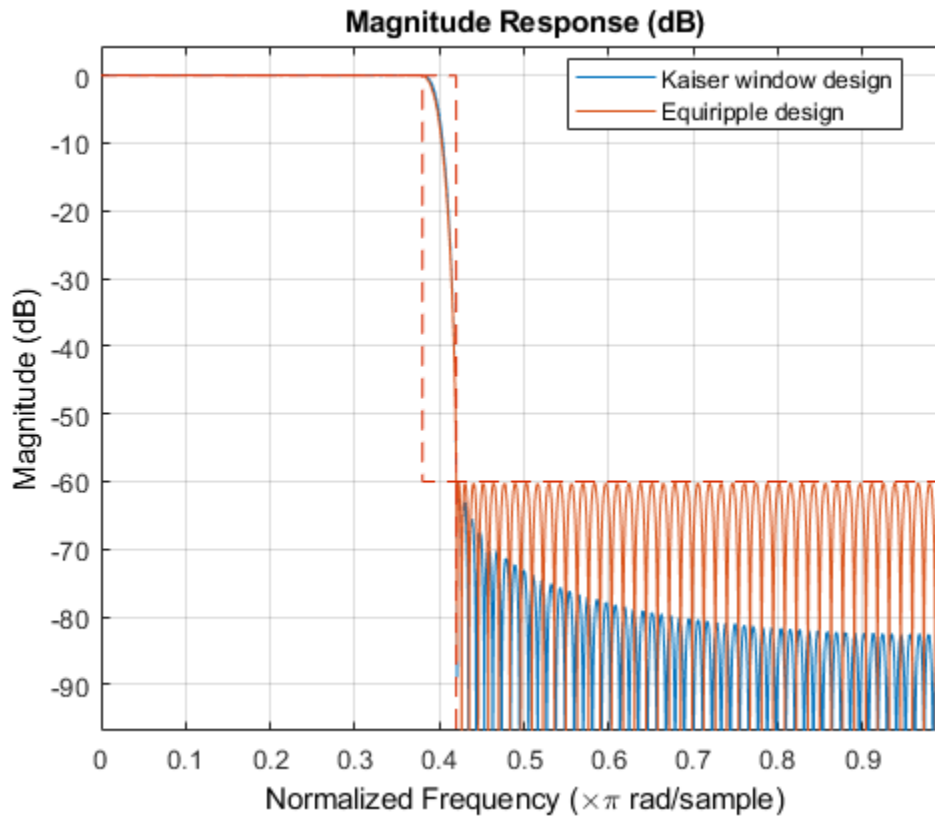 Magnitude Response (dB)
Kaiser window design
Equiripple design
Magnitude (dB)
0
-10
-20
-30
-40
-50
-60
-70
-80
-90
0 0.1 0.2 0.3 0.4 0.5 0.6 0.7 0.8 0.9
Normalized Frequency (×π rad/sample)